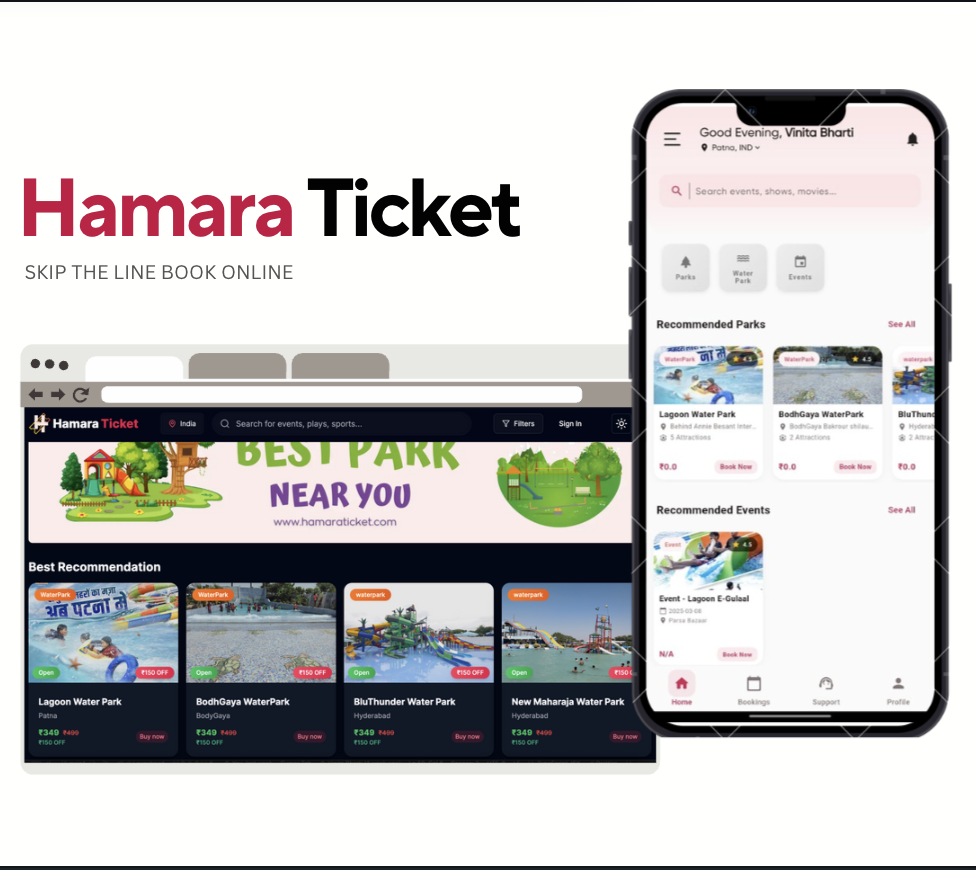 Hamara Ticket
SKIP THE LINE BOOK ONLINE
Hamara Ticket
India
Search for events, plays, sports...
Filters
Sign In
BEST PARK
NEAR YOU
www.hamaraticket.com
Best Recommendation
WaterPark
अब पटना में
Open
₹150 OFF
Lagoon Water Park
Patna
₹349 ₹499
₹150 OFF
Buy now
WaterPark
Open
₹150 OFF
BodhGaya WaterPark
BodyGaya
₹349 ₹499
₹150 OFF
Buy now
waterpark
Open
₹150 OFF
BluThunder Water Park
Hyderabad
₹349 ₹499
₹150 OFF
Buy now
waterpark
Open
₹150
New Maharaja Water Park
Hyderabad
₹349 ₹499
₹150 OFF
Buy now
Good Evening, Vinita Bharti
Patna, IND
Search events, shows, movies...
Parks
Water
Park
Events
Recommended Parks
See All
WaterPark
4.5
Lagoon Water Park
Behind Annie Besant Inter...
5 Attractions
₹0.0
Book Now
WaterPark
4.5
BodhGaya WaterPark
BodhGaya Bakrour shilau...
2 Attractions
₹0.0
Book Now
waterpark
BluThund
Hyderab
2 Attrac
₹0.0
Recommended Events
See All
Event
4.5
Event - Lagoon E-Gulaal
2025-03-08
Parsa Bazaar
N/A
Book Now
Home
Bookings
Support
Profile